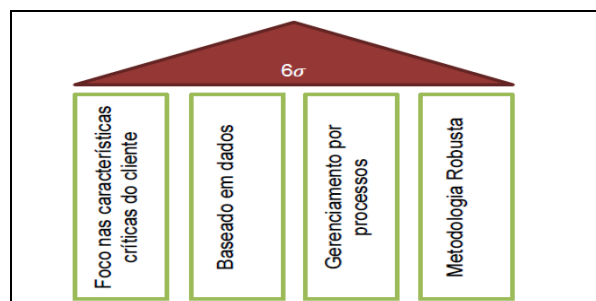 6σ
Foco nas características
críticas do cliente
Baseado em dados
Gerenciamento por
processos
Metodologia Robusta